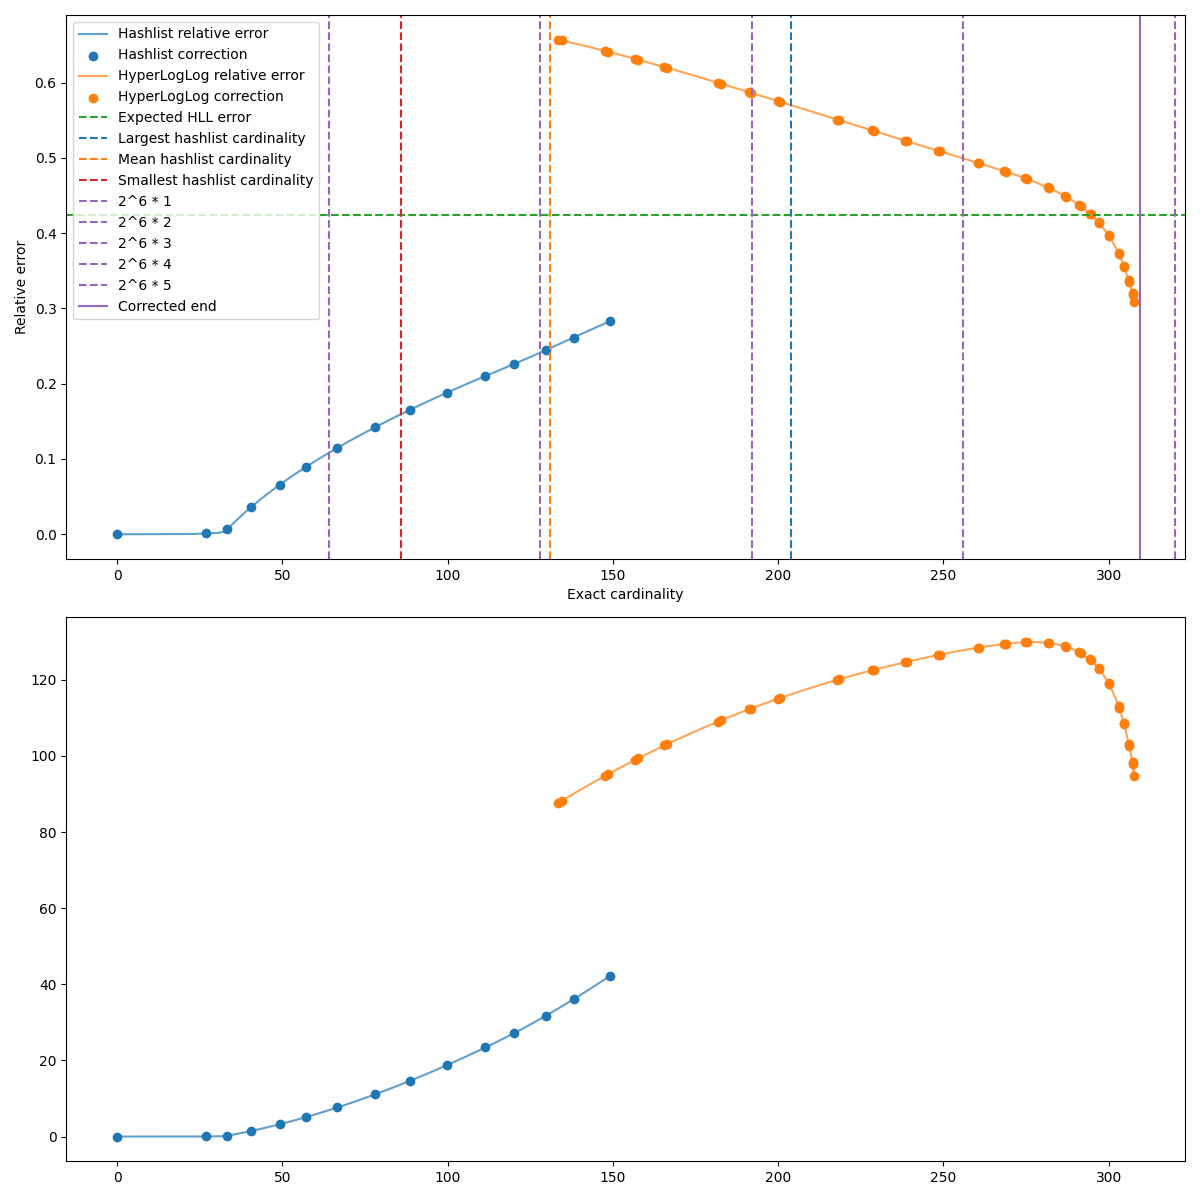 Hashlist relative error
Hashlist correction
HyperLogLog relative error
HyperLogLog correction
Expected HLL error
Largest hashlist cardinality
Mean hashlist cardinality
Smallest hashlist cardinality
2^6 * 1
2^6 * 2
2^6 * 3
2^6 * 4
2^6 * 5
Corrected end
0.6
0.5
0.4
0.3
0.2
0.1
0.0
Relative error
0 50 100 150 200 250 300
Exact cardinality
120
100
80
60
40
20
0
0 50 100 150 200 250 300